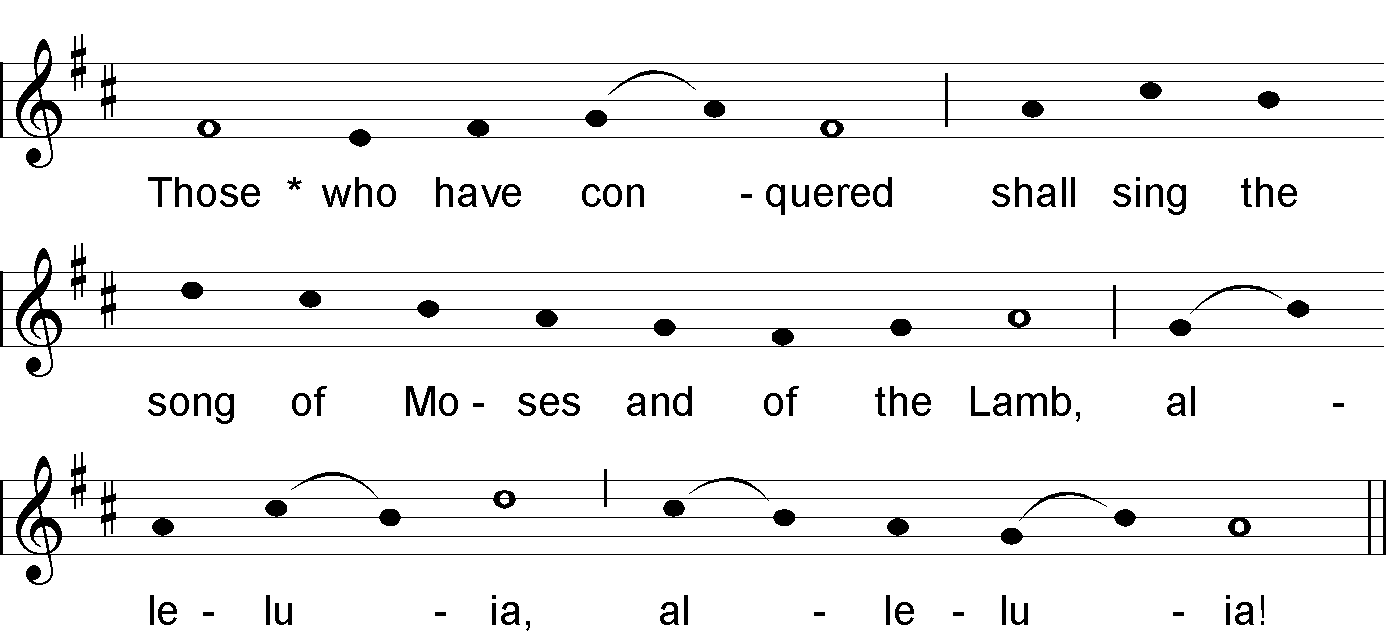 Those * who have con - quered shall sing the
song of Mo - ses and of the Lamb, al -
le - lu - ia, al - le - lu - ia!